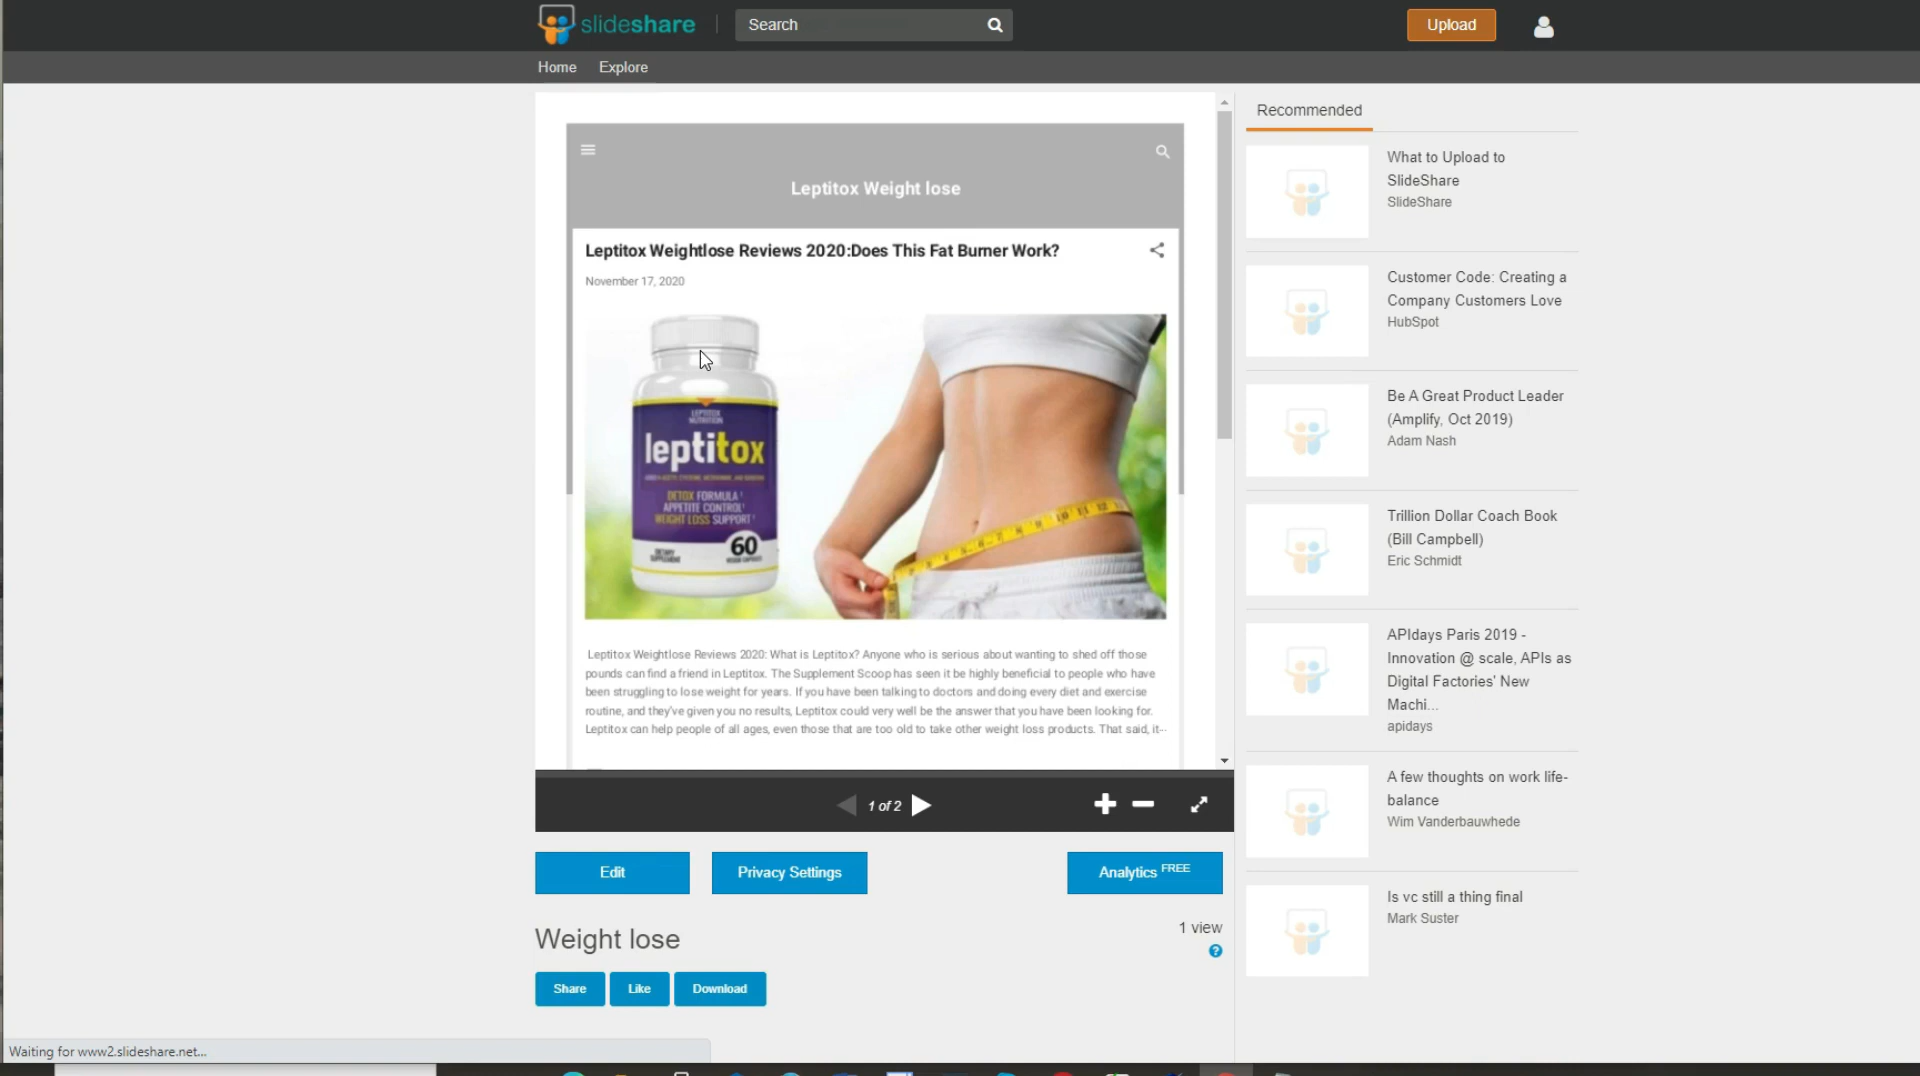 slideshare
Search
Upload
Home
Explore
Leptitox Weight lose
Leptitox Weightlose Reviews 2020:Does This Fat Burner Work?
November 17, 2020
LEPTITOX
NUTRITION
leptitox
DETOX FORMULA
APPETITE CONTROL
WEIGHT LOSS SUPPORT
DIETARY
SUPPLEMENT
60
Leptitox Weightlose Reviews 2020: What is Leptitox? Anyone who is serious about wanting to shed off those
pounds can find a friend in Leptitox. The Supplement Scoop has seen it be highly beneficial to people who have
been struggling to lose weight for years. If you have been talking to doctors and doing every diet and exercise
routine, and they've given you no results, Leptitox could very well be the answer that you have been looking for.
Leptitox can help people of all ages, even those that are too old to take other weight loss products. That said, it...
1 of 2
Edit
Privacy Settings
Analytics FREE
Weight lose
1 view
Share
Like
Download
Recommended
What to Upload to
SlideShare
SlideShare
Customer Code: Creating a
Company Customers Love
HubSpot
Be A Great Product Leader
(Amplify, Oct 2019)
Adam Nash
Trillion Dollar Coach Book
(Bill Campbell)
Eric Schmidt
APIdays Paris 2019 -
Innovation @ scale, APIs as
Digital Factories' New
Machi...
apidays
A few thoughts on work life-
balance
Wim Vanderbauwhede
Is vc still a thing final
Mark Suster
Waiting for www2.slideshare.net...